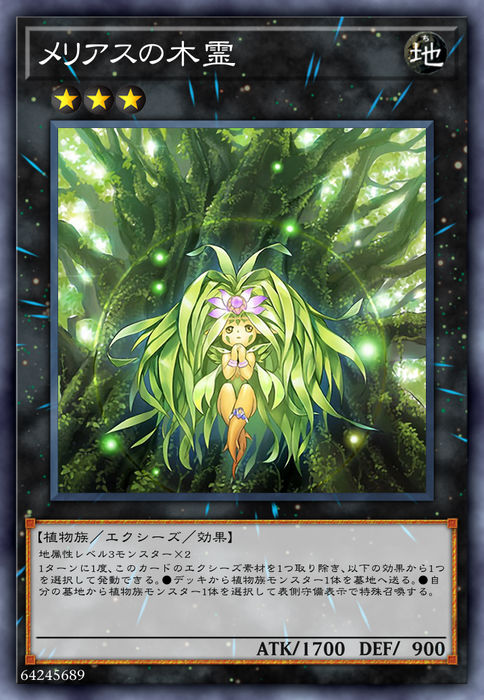 メリアスの木霊
ち
地
【植物族／エクシーズ／効果】
地属性レベル3モンスター×2
1ターンに1度、このカードのエクシーズ素材を1つ取り除き、以下の効果から1つ
を選択して発動できる。●デッキから植物族モンスター1体を墓地へ送る。●自
分の墓地から植物族モンスター1体を選択して表側守備表示で特殊召喚する。
ATK/1700 DEF/ 900
64245689